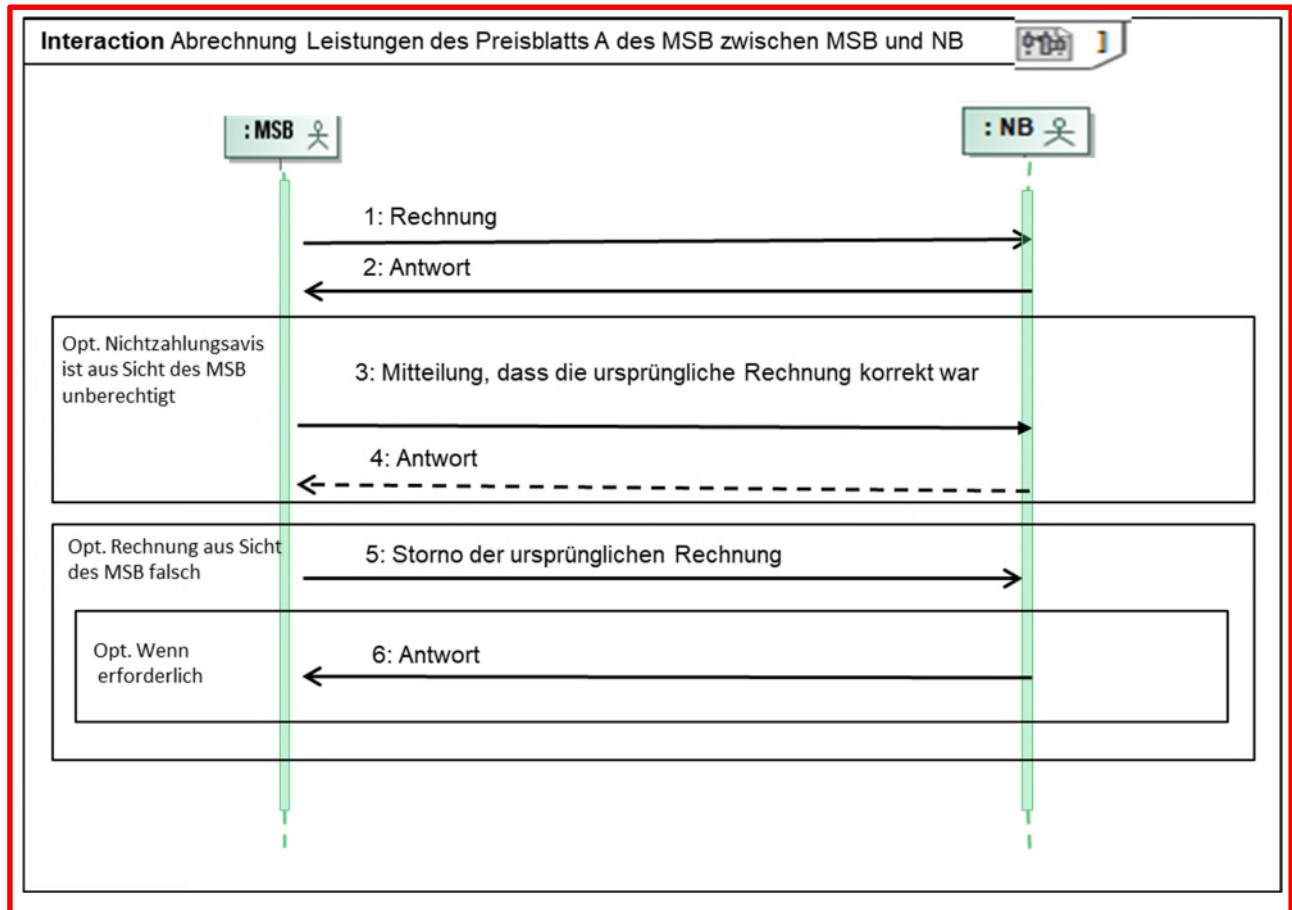 Interaction Abrechnung Leistungen des Preisblatts A des MSB zwischen MSB und NB
: MSB
: NB
1: Rechnung
2: Antwort
Opt. Nichtzahlungsavis
ist aus Sicht des MSB
unberechtigt
3: Mitteilung, dass die ursprüngliche Rechnung korrekt war
4: Antwort
Opt. Rechnung aus Sicht
des MSB falsch
5: Storno der ursprünglichen Rechnung
Opt. Wenn
erforderlich
6: Antwort